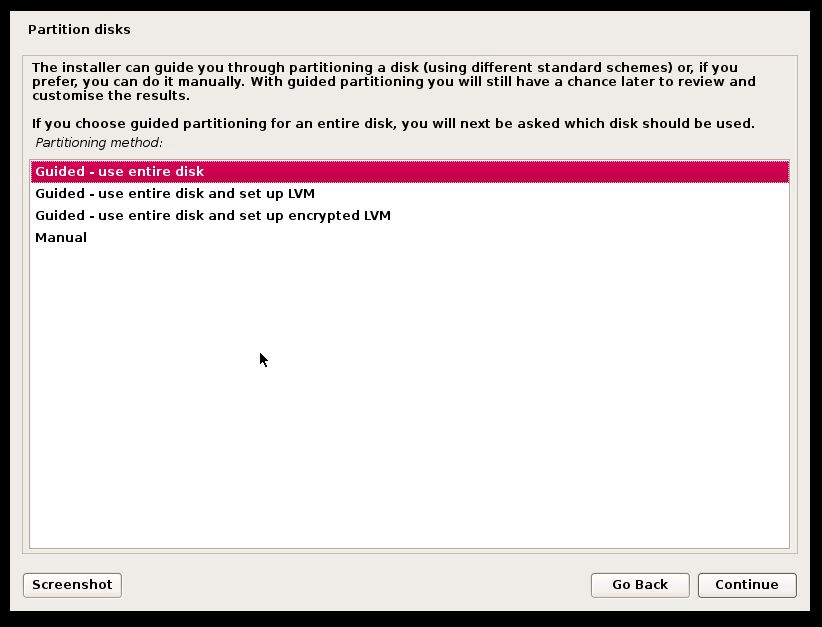 Partition disks
The installer can guide you through partitioning a disk (using different standard schemes) or, if you
prefer, you can do it manually. With guided partitioning you will still have a chance later to review and
customise the results.
If you choose guided partitioning for an entire disk, you will next be asked which disk should be used.
Partitioning method:
Guided - use entire disk
Guided - use entire disk and set up LVM
Guided - use entire disk and set up encrypted LVM
Manual
Screenshot
Go Back
Continue